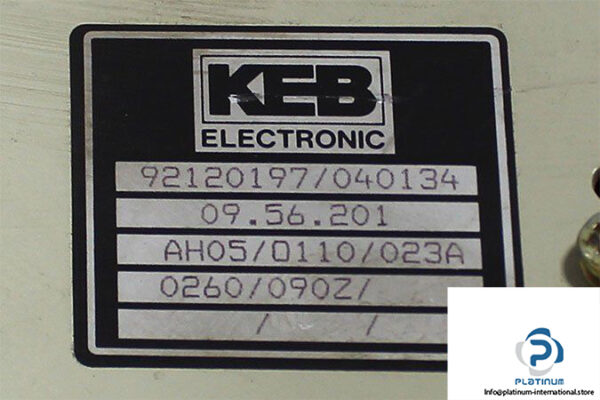 KEB
ELECTRONIC
92120197/040134
09.56.201
AH05/0110/023A
0260/090Z/
/ /
PLATINUM
Info@platinum-international.store